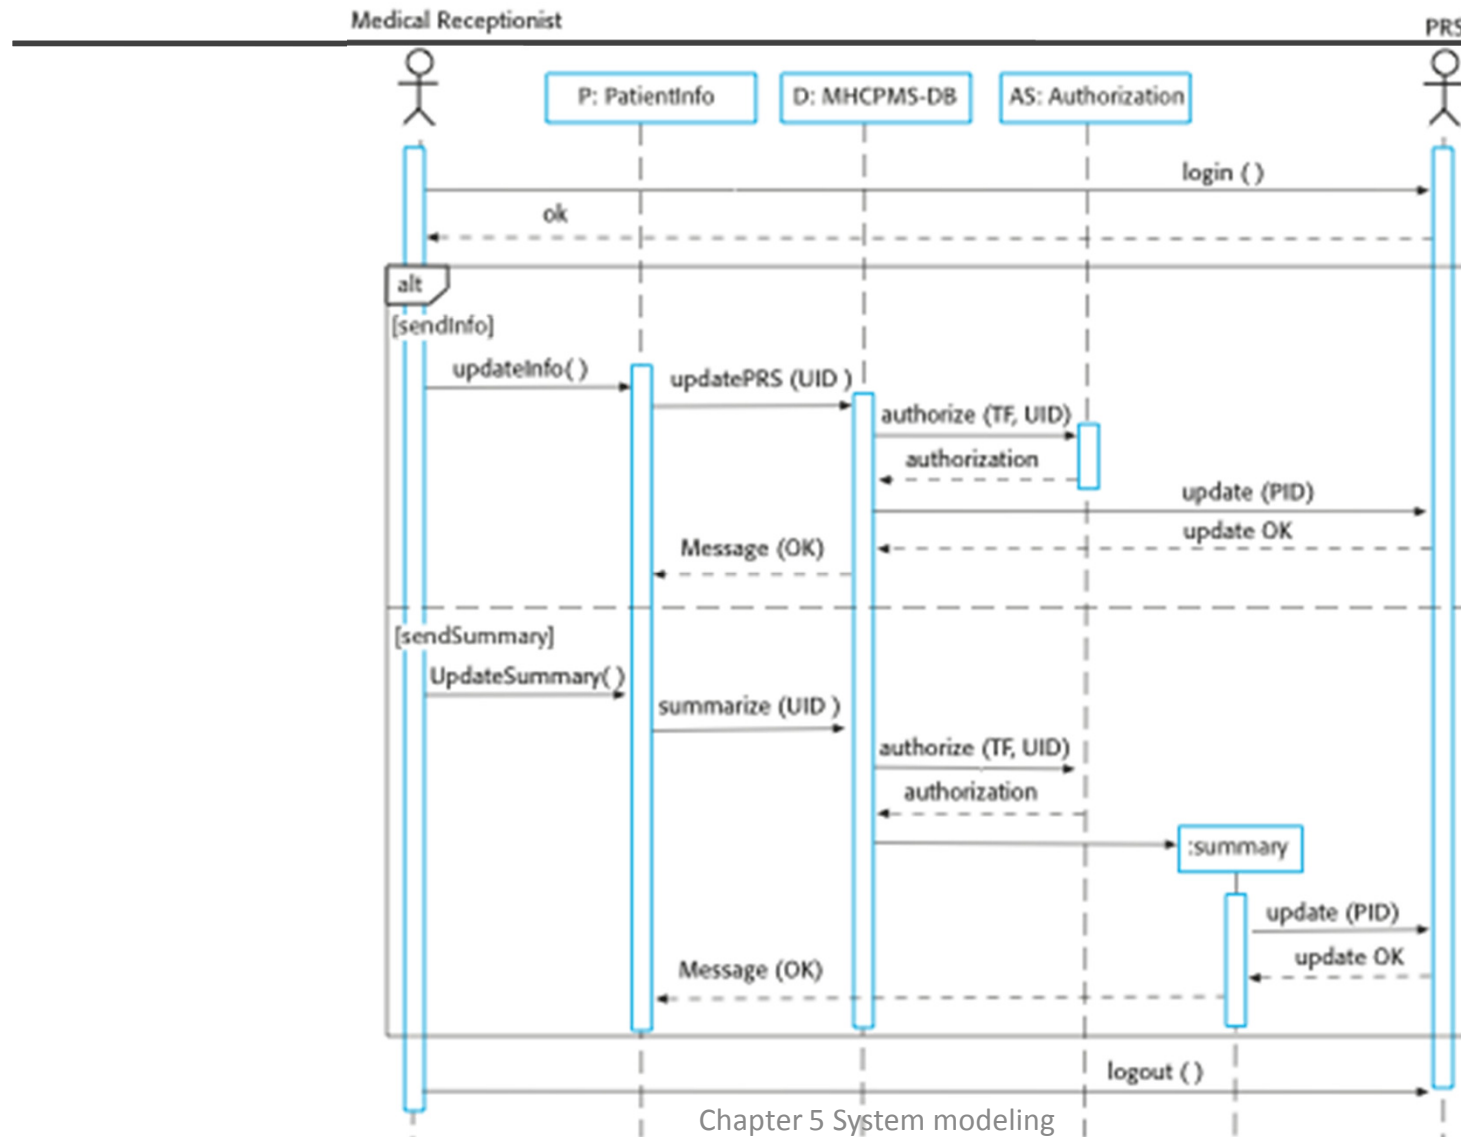 Medical Receptionist
PRS
P: PatientInfo
D: MHCPMS-DB
AS: Authorization
login ( )
ok
alt
[sendInfo]
updateInfo( )
updatePRS (UID )
authorize (TF, UID)
authorization
update (PID)
update OK
Message (OK)
[sendSummary]
UpdateSummary( )
summarize (UID )
authorize (TF, UID)
authorization
:summary
update (PID)
update OK
Message (OK)
logout ( )
Chapter 5 System modeling